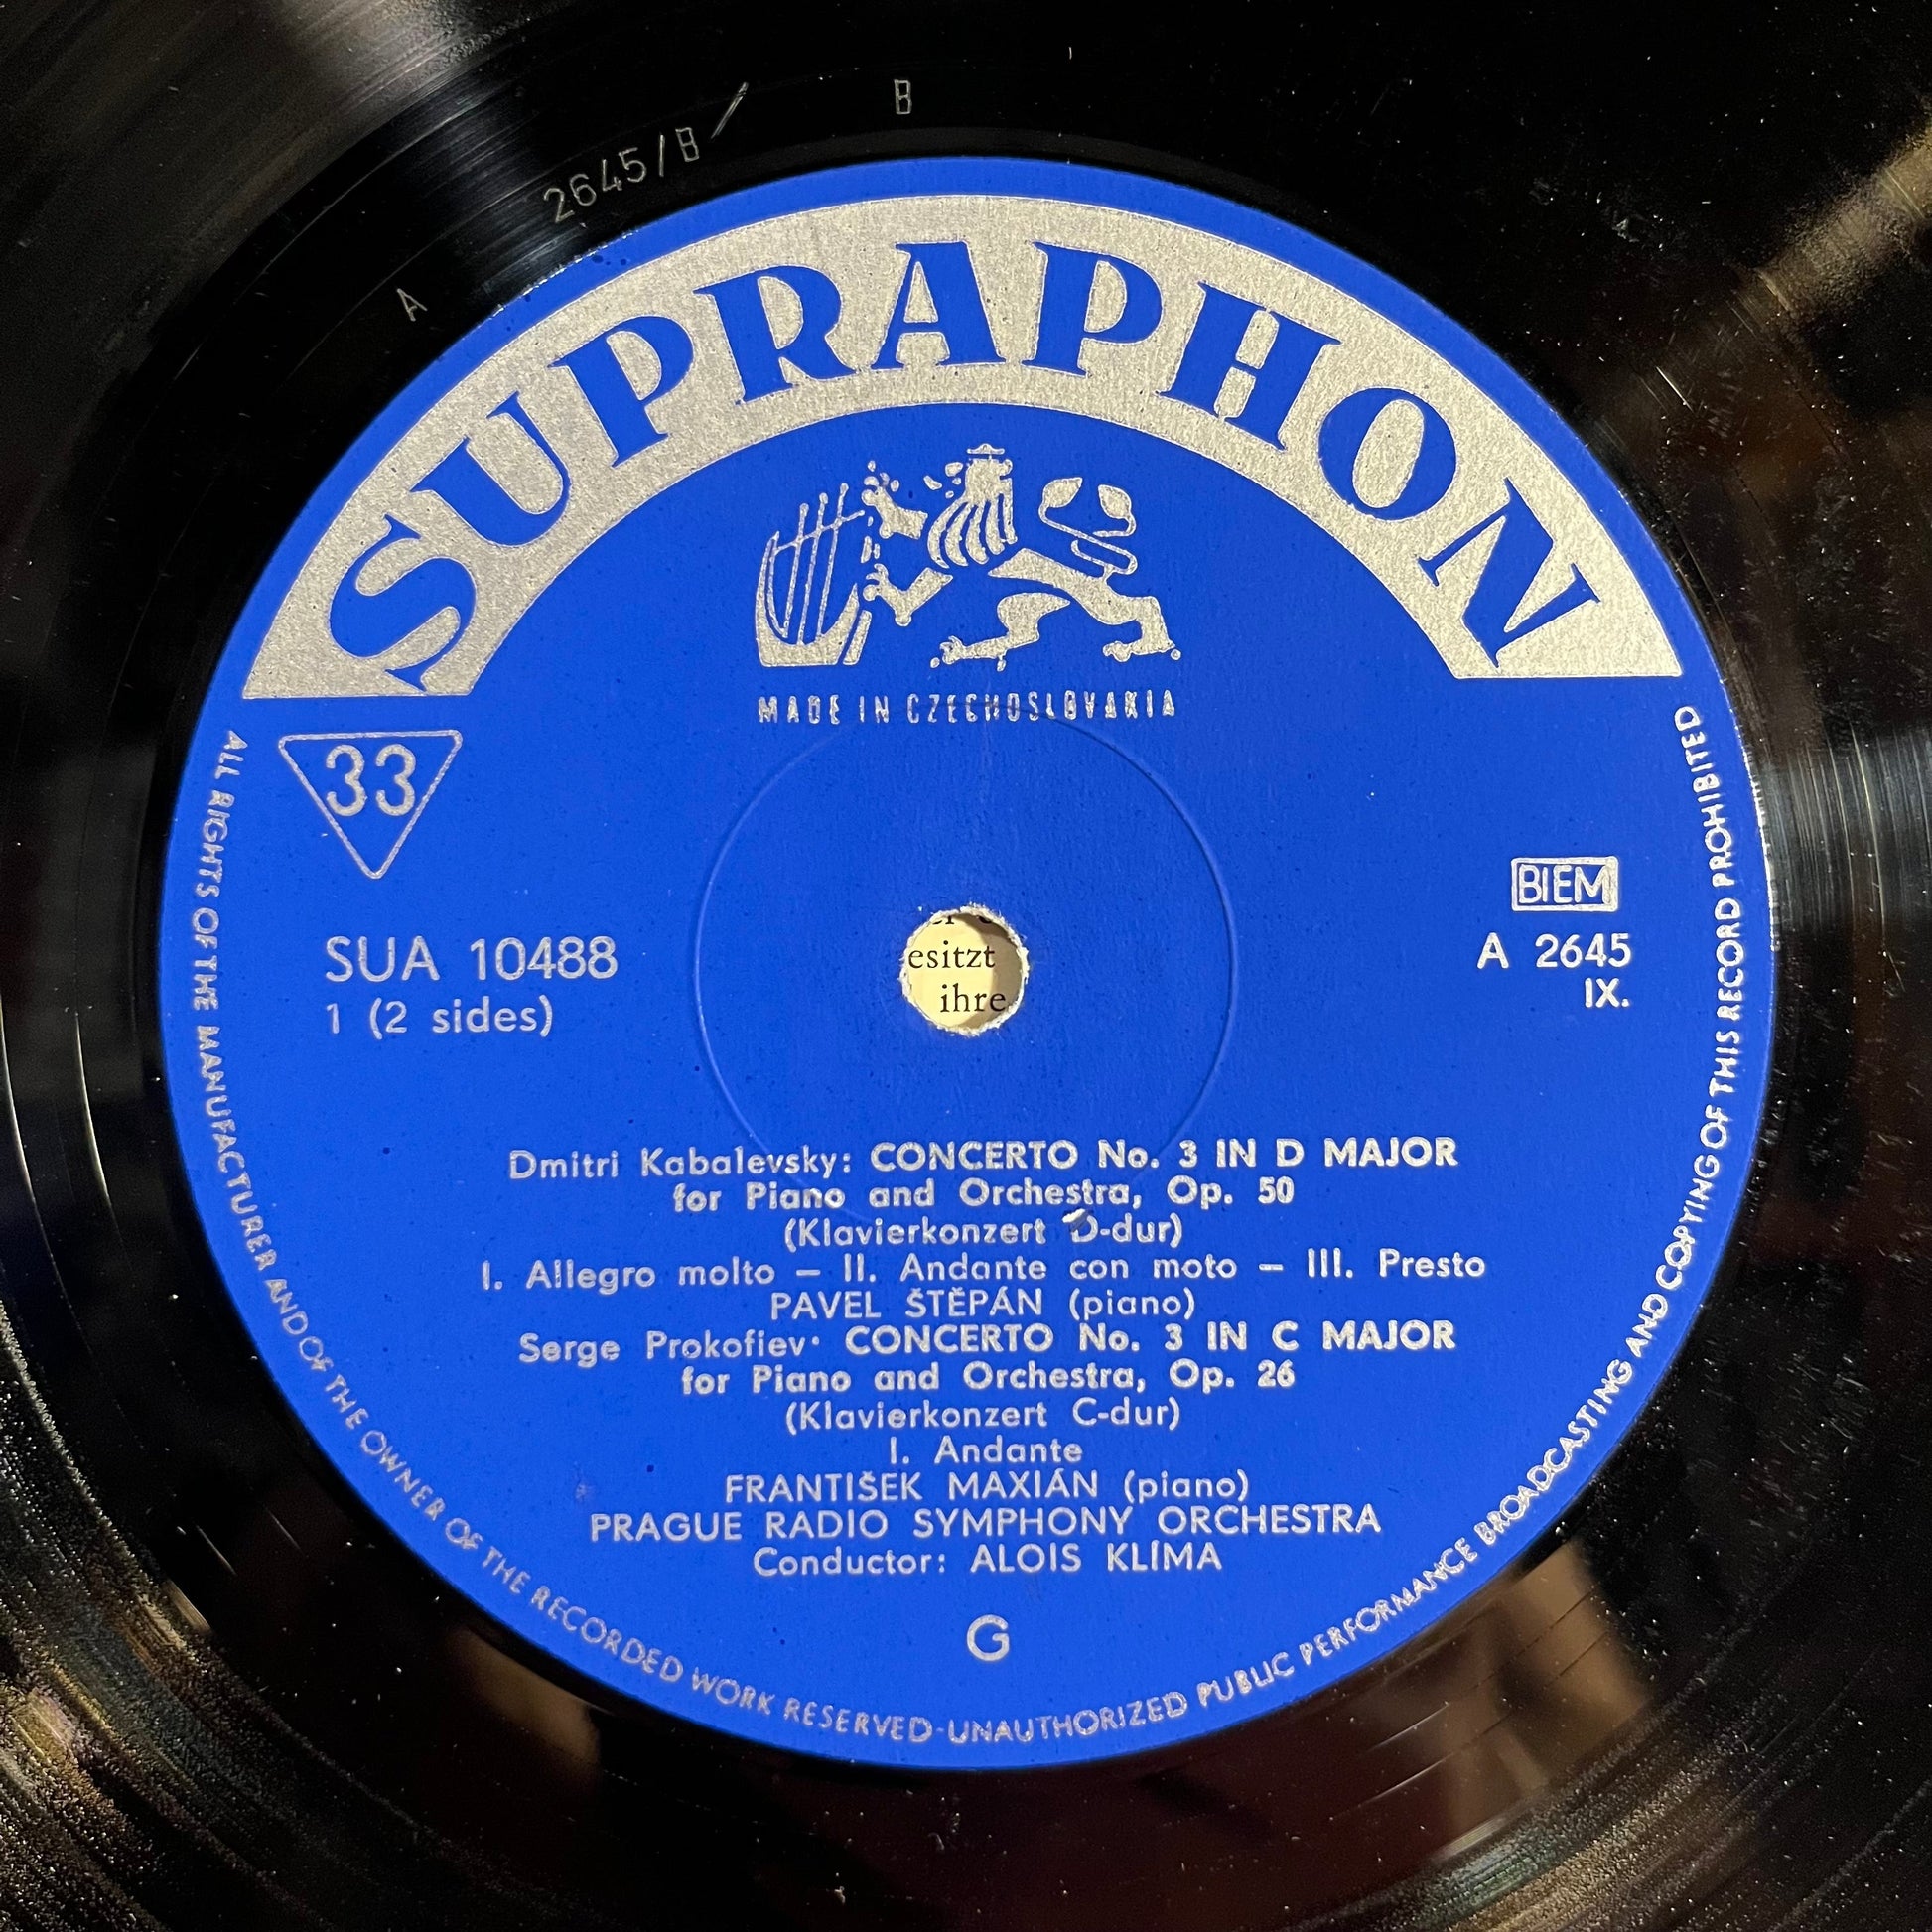 A
2645/B/
B
SUPRAPHON
MADE IN CZECHOSLOVAKIA
33
BIEM
SUA 10488
A 2645
1 (2 sides)
IX.
esitzt
ihre
Dmitri Kabalevsky: CONCERTO No. 3 IN D MAJOR
for Piano and Orchestra, Op. 50
(Klavierkonzert D-dur)
I. Allegro molto – II. Andante con moto – III. Presto
PAVEL ŠTĚPÁN (piano)
Serge Prokofiev· CONCERTO No. 3 IN C MAJOR
for Piano and Orchestra, Op. 26
(Klavierkonzert C-dur)
I. Andante
FRANTIŠEK MAXIÁN (piano)
PRAGUE RADIO SYMPHONY ORCHESTRA
Conductor: ALOIS KLÍMA
G
ALL RIGHTS OF THE MANUFACTURER AND OF THE OWNER OF THE RECORDED WORK RESERVED-UNAUTHORIZED PUBLIC PERFORMANCE BROADCASTING AND COPYING OF THIS RECORD PROHIBITED